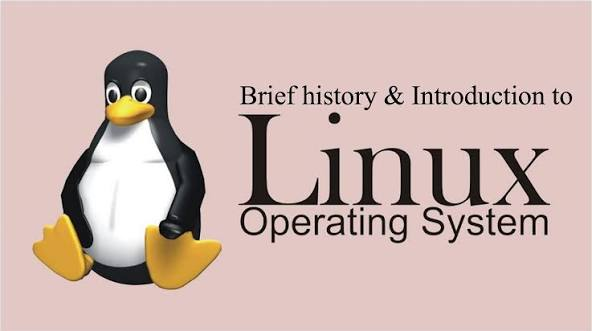 Brief history & Introduction to
Linux
Operating System